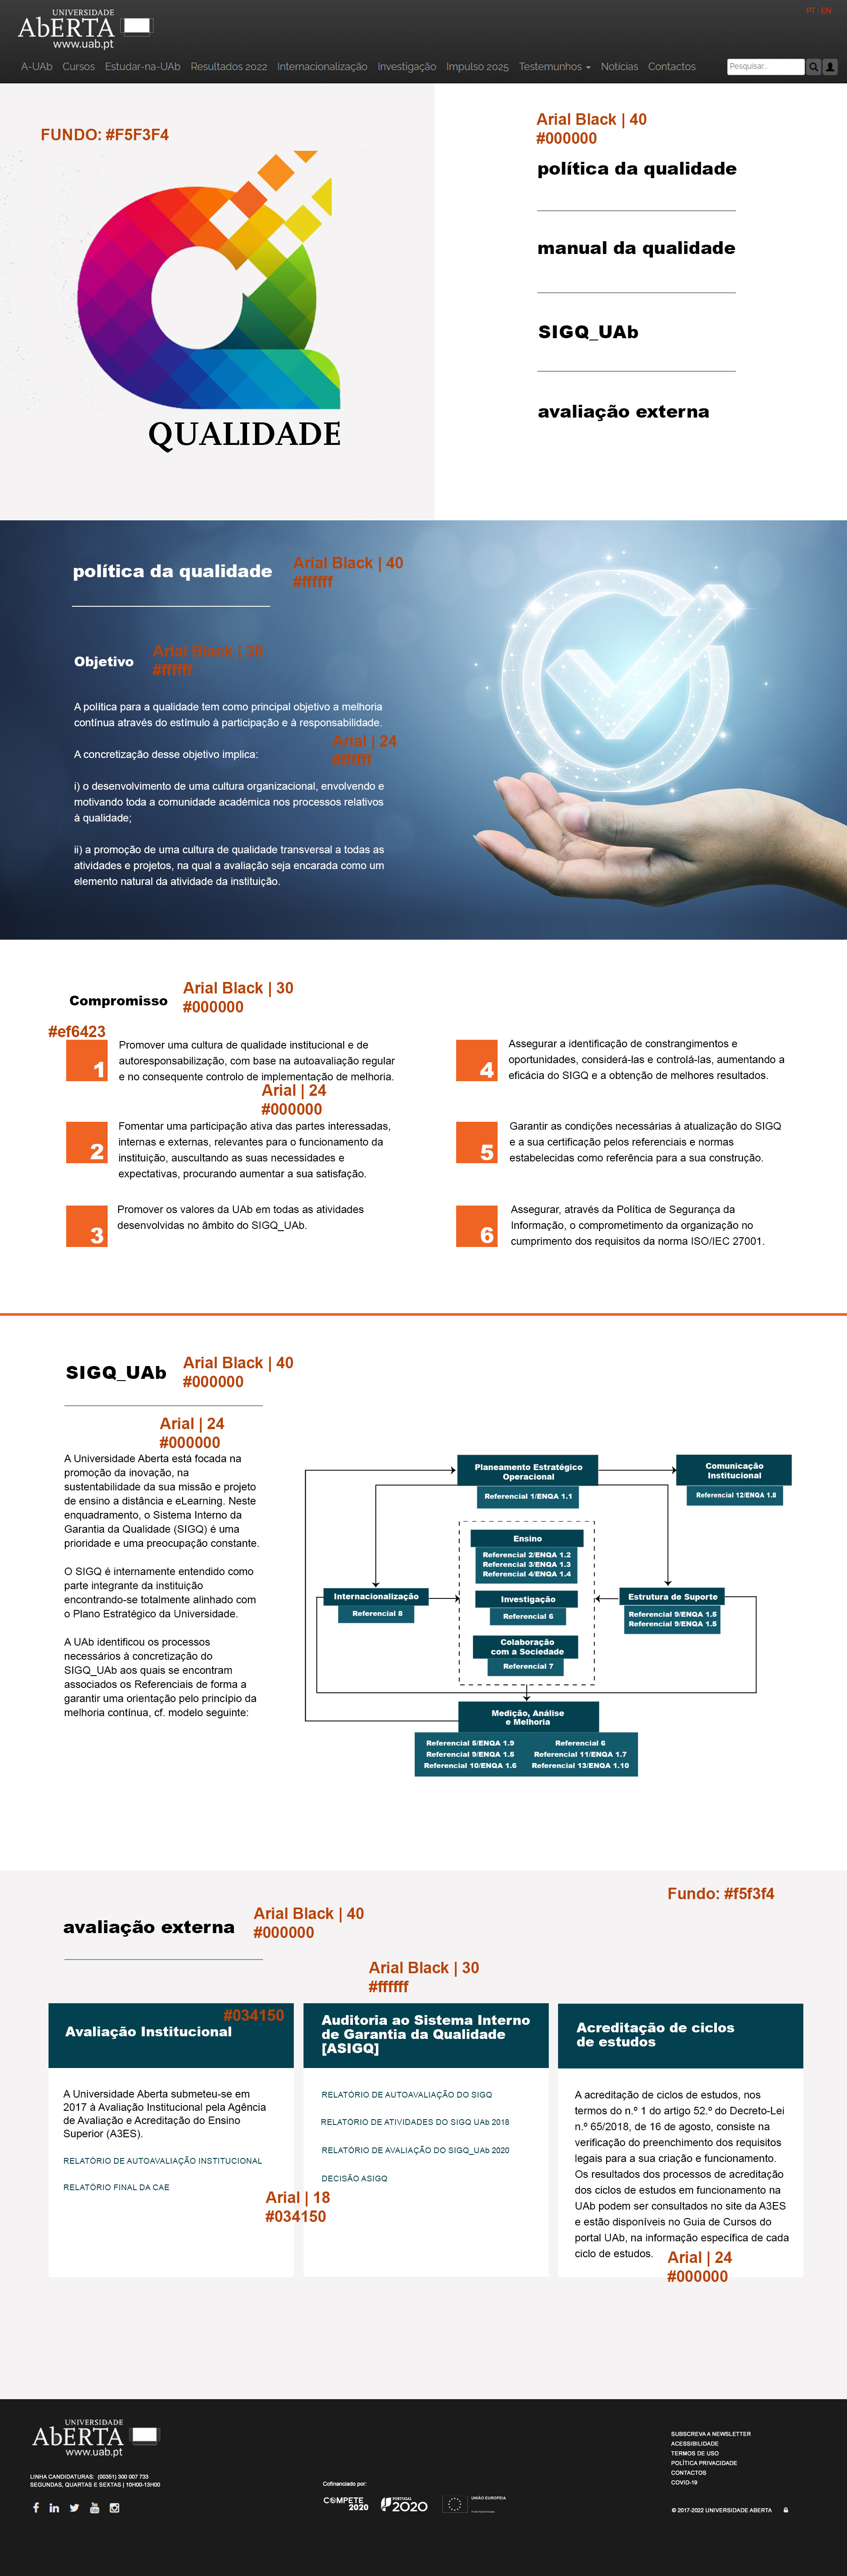 UNIVERSIDADE
AbERTA
www.uab.pt
PT | EN
A-UAb Cursos Estudar-na-UAb Resultados 2022 Internacionalização Investigação Impulso 2025 Testemunhos Notícias Contactos
Pesquisar...
FUNDO: #F5F3F4
QUALIDADE
Arial Black | 40
#000000
política da qualidade
manual da qualidade
SIGQ_UAb
avaliação externa
política da qualidade
Arial Black | 40
#ffffff
Objetivo
Arial Black | 30
#ffffff
A política para a qualidade tem como principal objetivo a melhoria
contínua através do estímulo à participação e à responsabilidade.
Arial | 24
#ffffff
A concretização desse objetivo implica:
i) o desenvolvimento de uma cultura organizacional, envolvendo e
motivando toda a comunidade académica nos processos relativos
à qualidade;
ii) a promoção de uma cultura de qualidade transversal a todas as
atividades e projetos, na qual a avaliação seja encarada como um
elemento natural da atividade da instituição.
Compromisso
Arial Black | 30
#000000
#ef6423
1
Promover uma cultura de qualidade institucional e de
autoresponsabilização, com base na autoavaliação regular
e no consequente controlo de implementação de melhoria.
Arial | 24
#000000
2
Fomentar uma participação ativa das partes interessadas,
internas e externas, relevantes para o funcionamento da
instituição, auscultando as suas necessidades e
expectativas, procurando aumentar a sua satisfação.
3
Promover os valores da UAb em todas as atividades
desenvolvidas no âmbito do SIGQ_UAb.
4
Assegurar a identificação de constrangimentos e
oportunidades, considerá-las e controlá-las, aumentando a
eficácia do SIGQ e a obtenção de melhores resultados.
5
Garantir as condições necessárias à atualização do SIGQ
e a sua certificação pelos referenciais e normas
estabelecidas como referência para a sua construção.
6
Assegurar, através da Política de Segurança da
Informação, o comprometimento da organização no
cumprimento dos requisitos da norma ISO/IEC 27001.
SIGQ_UAb
Arial Black | 40
#000000
Arial | 24
#000000
A Universidade Aberta está focada na
promoção da inovação, na
sustentabilidade da sua missão e projeto
de ensino a distância e eLearning. Neste
enquadramento, o Sistema Interno da
Garantia da Qualidade (SIGQ) é uma
prioridade e uma preocupação constante.
O SIGQ é internamente entendido como
parte integrante da instituição
encontrando-se totalmente alinhado com
o Plano Estratégico da Universidade.
A UAb identificou os processos
necessários à concretização do
SIGQ_UAb aos quais se encontram
associados os Referenciais de forma a
garantir uma orientação pelo princípio da
melhoria contínua, cf. modelo seguinte:
Planeamento Estratégico
Operacional
Referencial 1/ENQA 1.1
Comunicação
Institucional
Referencial 12/ENQA 1.8
Ensino
Referencial 2/ENQA 1.2
Referencial 3/ENQA 1.3
Referencial 4/ENQA 1.4
Internacionalização
Referencial 8
Investigação
Referencial 6
Estrutura de Suporte
Referencial 9/ENQA 1.5
Referencial 9/ENQA 1.5
Colaboração
com a Sociedade
Referencial 7
Medição, Análise
e Melhoria
Referencial 5/ENQA 1.9 Referencial 6
Referencial 9/ENQA 1.5 Referencial 11/ENQA 1.7
Referencial 10/ENQA 1.6 Referencial 13/ENQA 1.10
Fundo: #f5f3f4
avaliação externa
Arial Black | 40
#000000
Arial Black | 30
#ffffff
#034150
Avaliação Institucional
A Universidade Aberta submeteu-se em
2017 à Avaliação Institucional pela Agência
de Avaliação e Acreditação do Ensino
Superior (A3ES).
RELATÓRIO DE AUTOAVALIAÇÃO INSTITUCIONAL
RELATÓRIO FINAL DA CAE
Arial | 18
#034150
Auditoria ao Sistema Interno
de Garantia da Qualidade
[ASIGQ]
RELATÓRIO DE AUTOAVALIAÇÃO DO SIGQ
RELATÓRIO DE ATIVIDADES DO SIGQ UAb 2018
RELATÓRIO DE AVALIAÇÃO DO SIGQ_UAb 2020
DECISÃO ASIGQ
Acreditação de ciclos
de estudos
A acreditação de ciclos de estudos, nos
termos do n.º 1 do artigo 52.º do Decreto-Lei
n.º 65/2018, de 16 de agosto, consiste na
verificação do preenchimento dos requisitos
legais para a sua criação e funcionamento.
Os resultados dos processos de acreditação
dos ciclos de estudos em funcionamento na
UAb podem ser consultados no site da A3ES
e estão disponíveis no Guia de Cursos do
portal UAb, na informação específica de cada
ciclo de estudos.
Arial | 24
#000000
UNIVERSIDADE
AbERTA
www.uab.pt
LINHA CANDIDATURAS: (00351) 300 007 733
SEGUNDAS, QUARTAS E SEXTAS | 10H00-13H00
Cofinanciado por:
COMPETE
2020
PORTUGAL
2020
UNIÃO EUROPEIA
SUBSCREVA A NEWSLETTER
ACESSIBILIDADE
TERMOS DE USO
POLÍTICA PRIVACIDADE
CONTACTOS
COVID-19
© 2017-2022 UNIVERSIDADE ABERTA